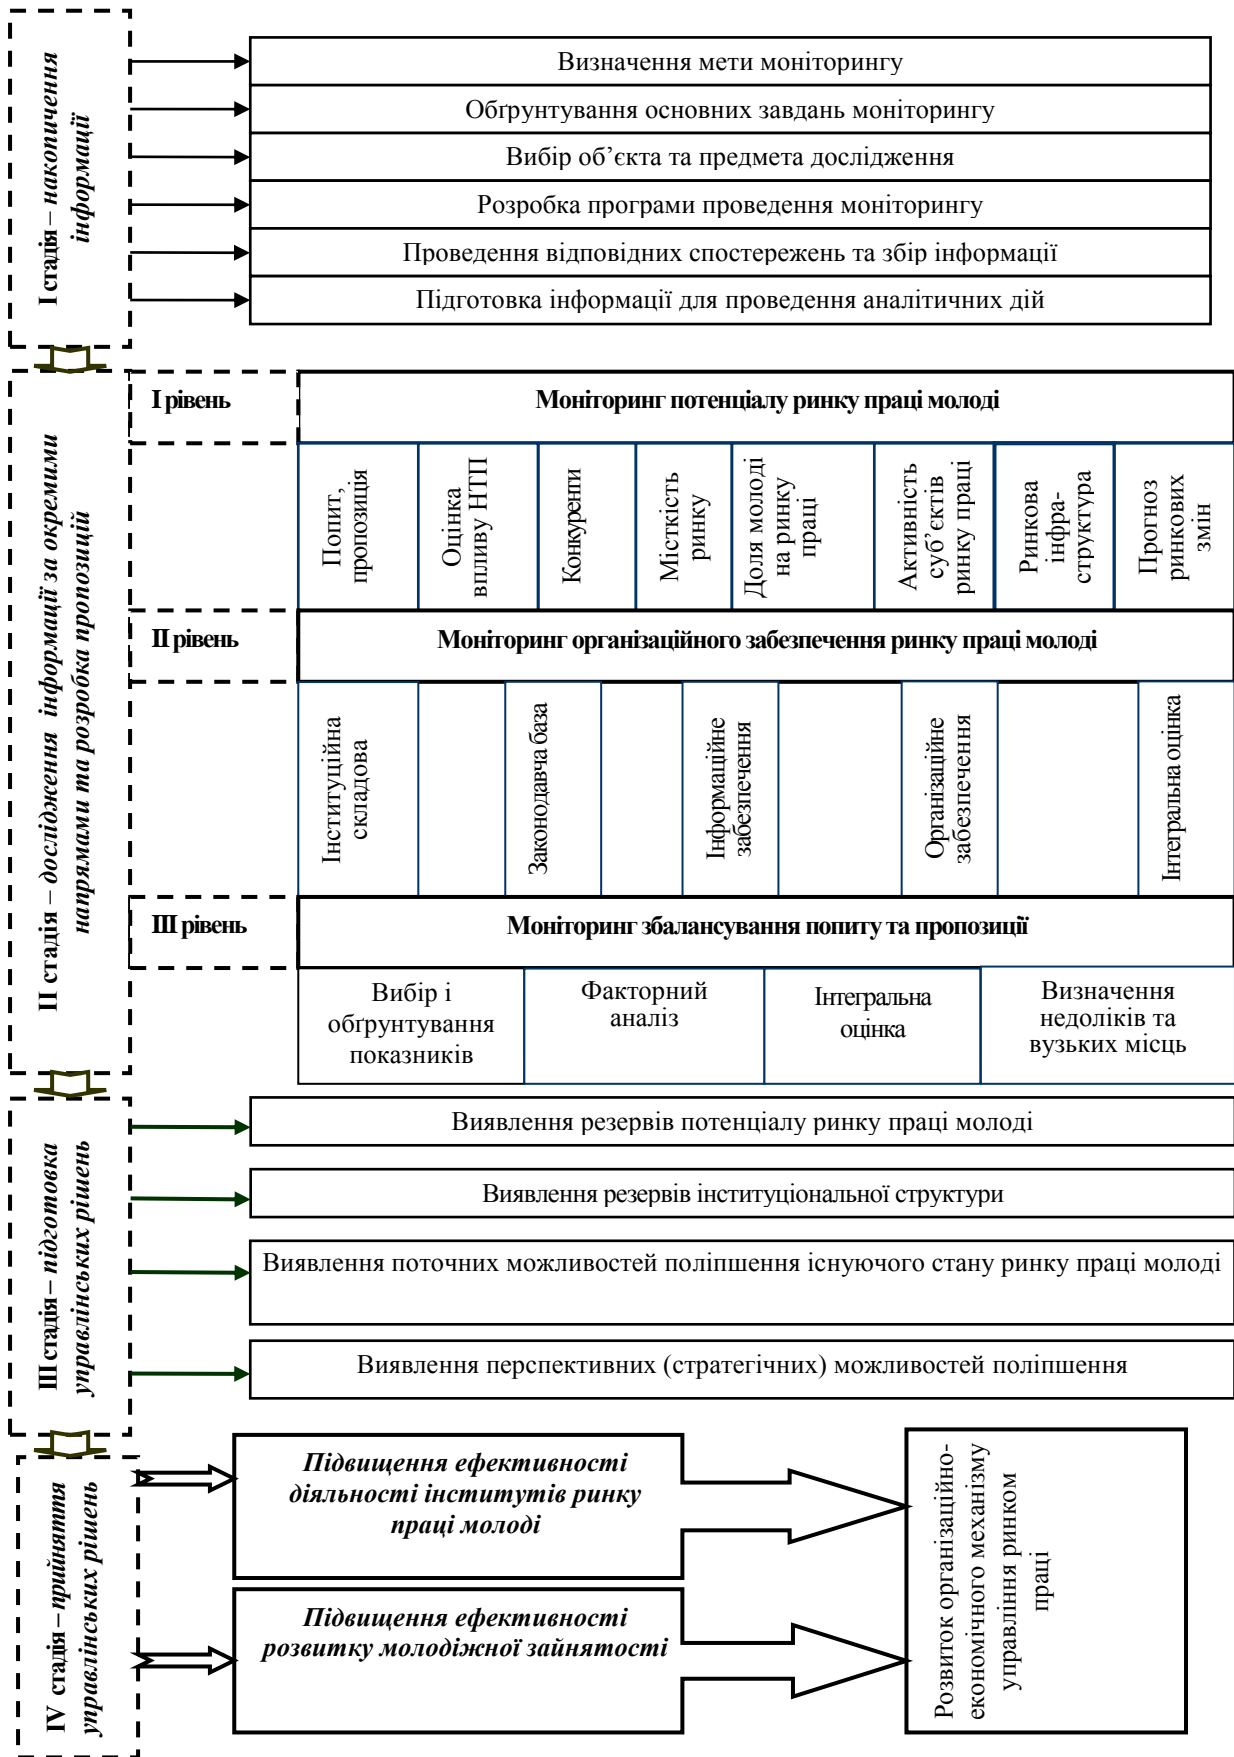 І стадія – накопичення
інформації
Визначення мети моніторингу
Обґрунтування основних завдань моніторингу
Вибір об’єкта та предмета дослідження
Розробка програми проведення моніторингу
Проведення відповідних спостережень та збір інформації
Підготовка інформації для проведення аналітичних дій
ІІ стадія – дослідження інформації за окремими
напрямами та розробка пропозицій
І рівень
Моніторинг потенціалу ринку праці молоді
Попит,
пропозиція
Оцінка
впливу НТП
Конкуренти
Місткість
ринку
Доля молоді
на ринку
праці
Активність
суб’єктів
ринку праці
Ринкова
інфра-
структура
Прогноз
ринкових
змін
ІІ рівень
Моніторинг організаційного забезпечення ринку праці молоді
Інституційна
складова
Законодавча база
Інформаційне
забезпечення
Організаційне
забезпечення
Інтегральна оцінка
ІІІ рівень
Моніторинг збалансування попиту та пропозиції
Вибір і
обґрунтування
показників
Факторний
аналіз
Інтегральна
оцінка
Визначення
недоліків та
вузьких місць
ІІІ стадія – підготовка
управлінських рішень
Виявлення резервів потенціалу ринку праці молоді
Виявлення резервів інституціональної структури
Виявлення поточних можливостей поліпшення існуючого стану ринку праці молоді
Виявлення перспективних (стратегічних) можливостей поліпшення
IV стадія – прийняття
управлінських рішень
Підвищення ефективності
діяльності інститутів ринку
праці молоді
Підвищення ефективності
розвитку молодіжної зайнятості
Розвиток організаційно-
економічного механізму
управління ринком
праці